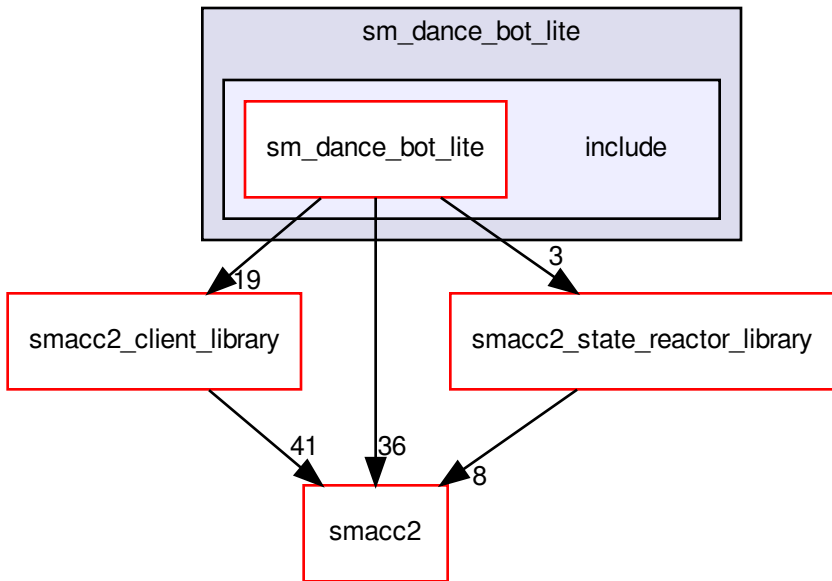 sm_dance_bot_lite
sm_dance_bot_lite
include
3
19
smacc2_client_library
smacc2_state_reactor_library
41
36
8
smacc2